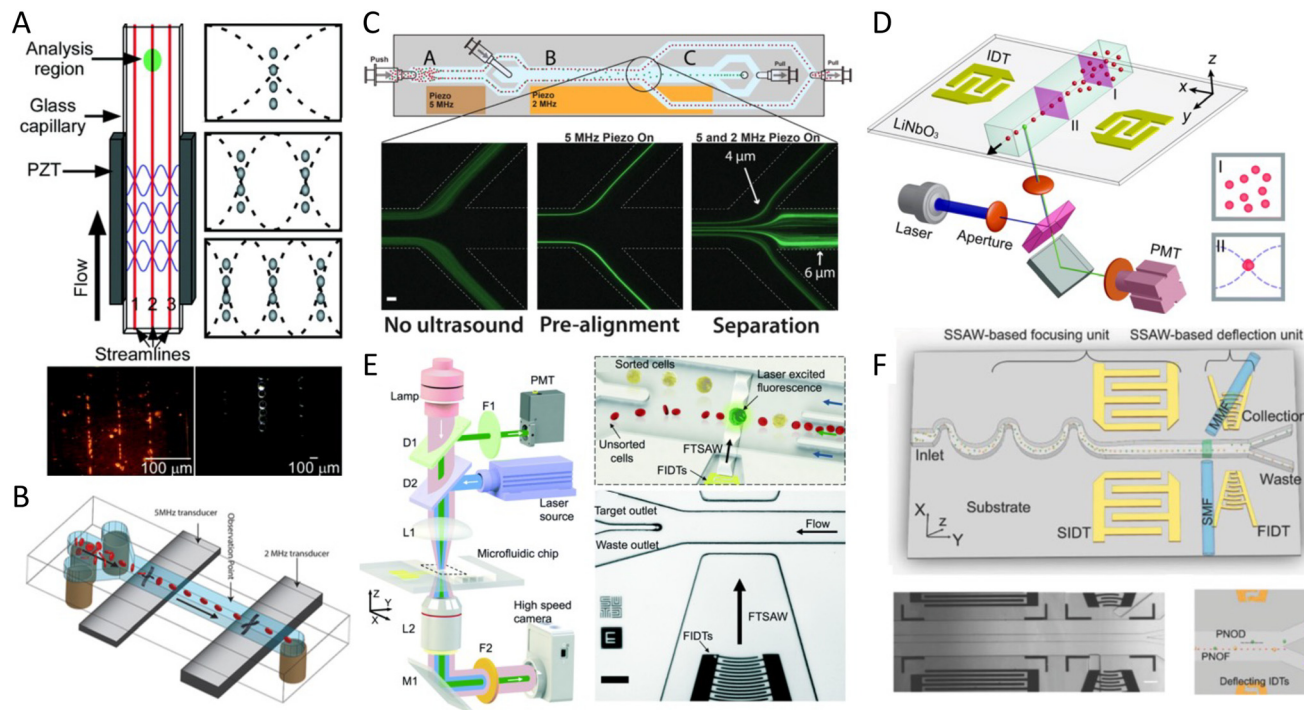 A
Analysis
region
Glass
capillary
PZT
Flow
1 2 3
Streamlines
100 µm
100 µm
B
5MHz transducer
Observation Point
2 MHz transducer
C
Push
A
B
C
Pull
Pull
Piezo
5 MHz
Piezo
2 MHz
5 MHz Piezo On
5 and 2 MHz Piezo On
4 µm
6 µm
No ultrasound
Pre-alignment
Separation
D
IDT
I
II
LiNbO₃
z
x
y
Laser
Aperture
PMT
I
II
E
Lamp
PMT
F1
D1
D2
Laser
source
L1
Microfluidic chip
Z
Y
X
L2
High speed
camera
F2
M1
Sorted cells
Laser excited
fluorescence
Unsorted
cells
FTSAW
FIDTs
Target outlet
Flow
Waste outlet
FTSAW
FIDTs
F
SSAW-based focusing unit
SSAW-based deflection unit
MMF
Collection
Inlet
Waste
SMF
Substrate
X
Z
Y
SIDT
FIDT
PNOD
PNOF
Deflecting IDTs